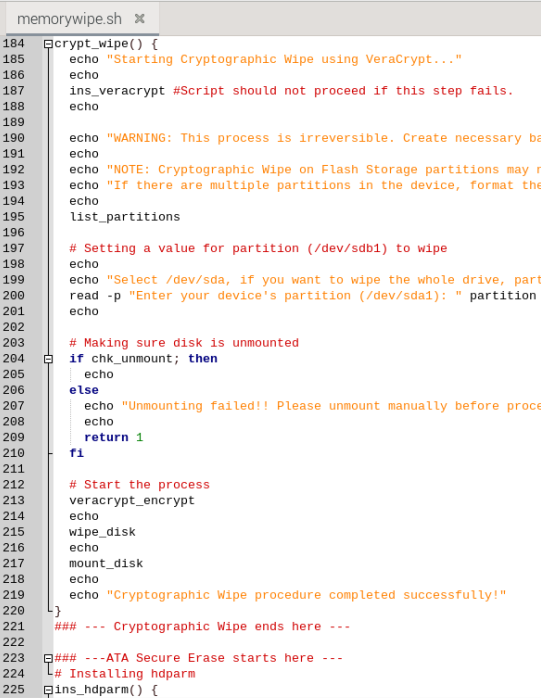 memorywipe.sh ×
184 crypt_wipe() {
185 echo "Starting Cryptographic Wipe using VeraCrypt..."
186 echo
187 ins_veracrypt #Script should not proceed if this step fails.
188 echo
189
190 echo "WARNING: This process is irreversible. Create necessary ba
191 echo
192 echo "NOTE: Cryptographic Wipe on Flash Storage partitions may n
193 echo "If there are multiple partitions in the device, format the
194 echo
195 list_partitions
196
197 # Setting a value for partition (/dev/sdb1) to wipe
198 echo
199 echo "Select /dev/sda, if you want to wipe the whole drive, part
200 read -p "Enter your device's partition (/dev/sda1): " partition
201 echo
202
203 # Making sure disk is unmounted
204 if chk_unmount; then
205 echo
206 else
207 echo "Unmounting failed!! Please unmount manually before proce
208 echo
209 return 1
210 fi
211
212 # Start the process
213 veracrypt_encrypt
214 echo
215 wipe_disk
216 echo
217 mount_disk
218 echo
219 echo "Cryptographic Wipe procedure completed successfully!"
220 }
221 ### --- Cryptographic Wipe ends here ---
222
223 ### ---ATA Secure Erase starts here ---
224 # Installing hdparm
225 ins_hdparm() {